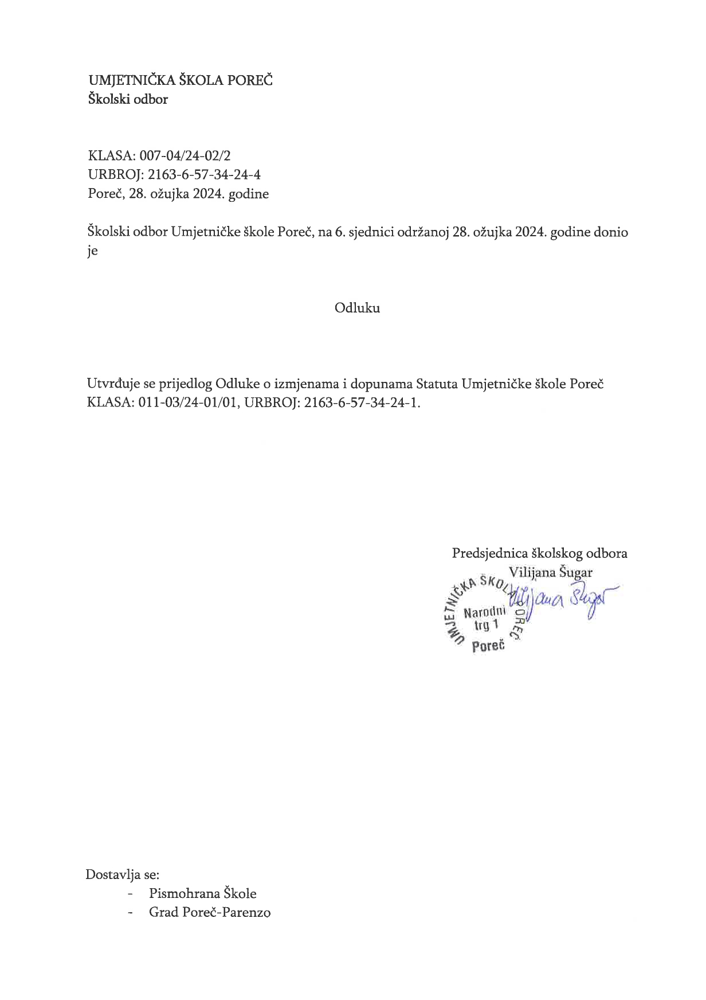 UMJETNIČKA ŠKOLA POREČ
Školski odbor
KLASA: 007-04/24-02/2
URBROJ: 2163-6-57-34-24-4
Poreč, 28. ožujka 2024. godine
Školski odbor Umjetničke škole Poreč, na 6. sjednici održanoj 28. ožujka 2024. godine donio
je
Odluku
Utvrđuje se prijedlog Odluke o izmjenama i dopunama Statuta Umjetničke škole Poreč
KLASA: 011-03/24-01/01, URBROJ: 2163-6-57-34-24-1.
Predsjednica školskog odbora
Vilijana Šugar
Vilijana Šugar
UMJETNIČKA ŠKOLA POREČ
Narodni
trg 1
Poreč
Dostavlja se:
- Pismohrana Škole
- Grad Poreč-Parenzo